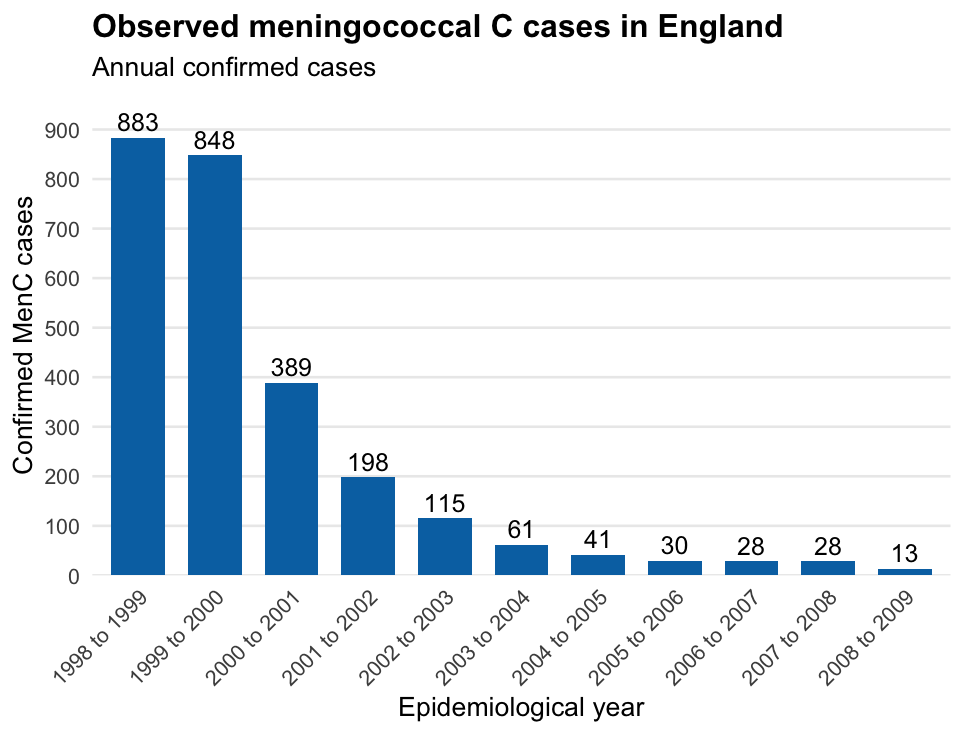 Observed meningococcal C cases in England
Annual confirmed cases
Confirmed MenC cases
900
800
700
600
500
400
300
200
100
0
883
848
389
198
115
61
41
30
28
28
13
1998 to 1999
1999 to 2000
2000 to 2001
2001 to 2002
2002 to 2003
2003 to 2004
2004 to 2005
2005 to 2006
2006 to 2007
2007 to 2008
2008 to 2009
Epidemiological year